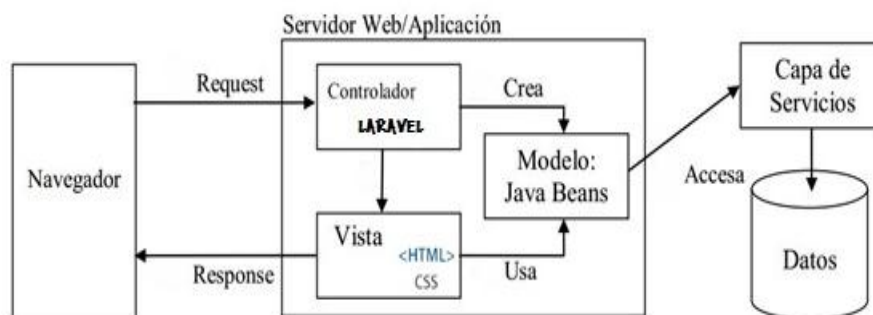 Servidor Web/Aplicación
Navegador
Request
Controlador
LARAVEL
Crea
Modelo:
Java Beans
Capa de
Servicios
Accesa
Datos
Vista
<HTML>
CSS
Usa
Response